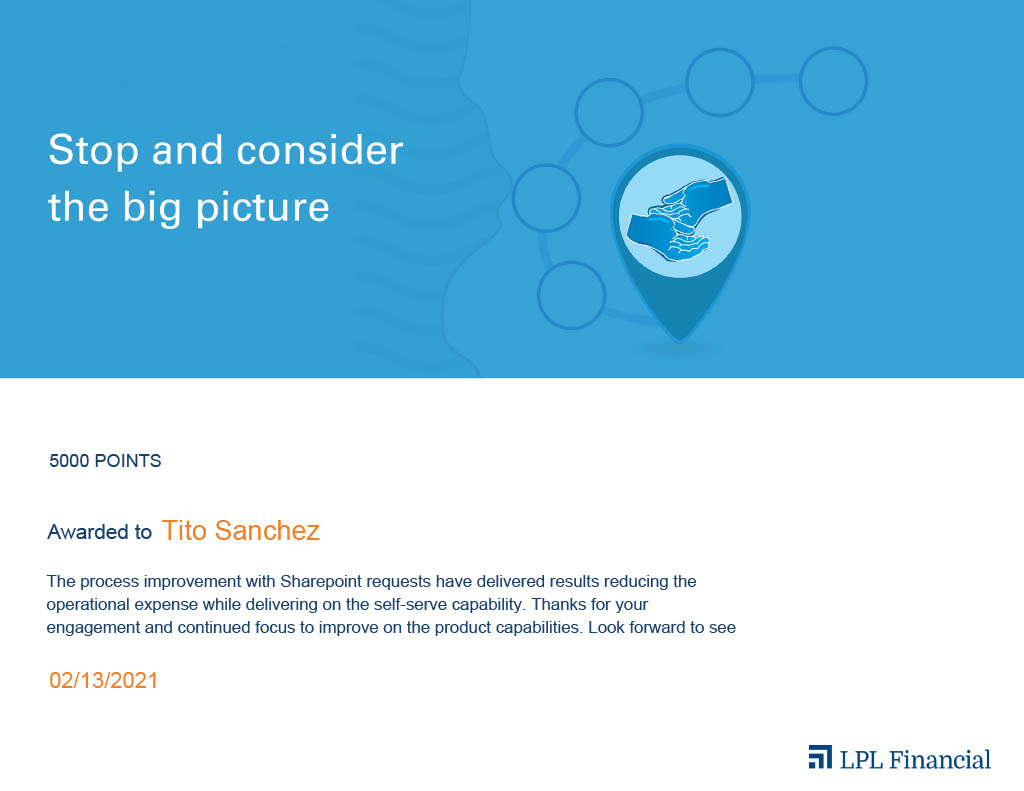 Stop and consider
the big picture
5000 POINTS
Awarded to Tito Sanchez
The process improvement with Sharepoint requests have delivered results reducing the
operational expense while delivering on the self-serve capability. Thanks for your
engagement and continued focus to improve on the product capabilities. Look forward to see
02/13/2021
LPL Financial